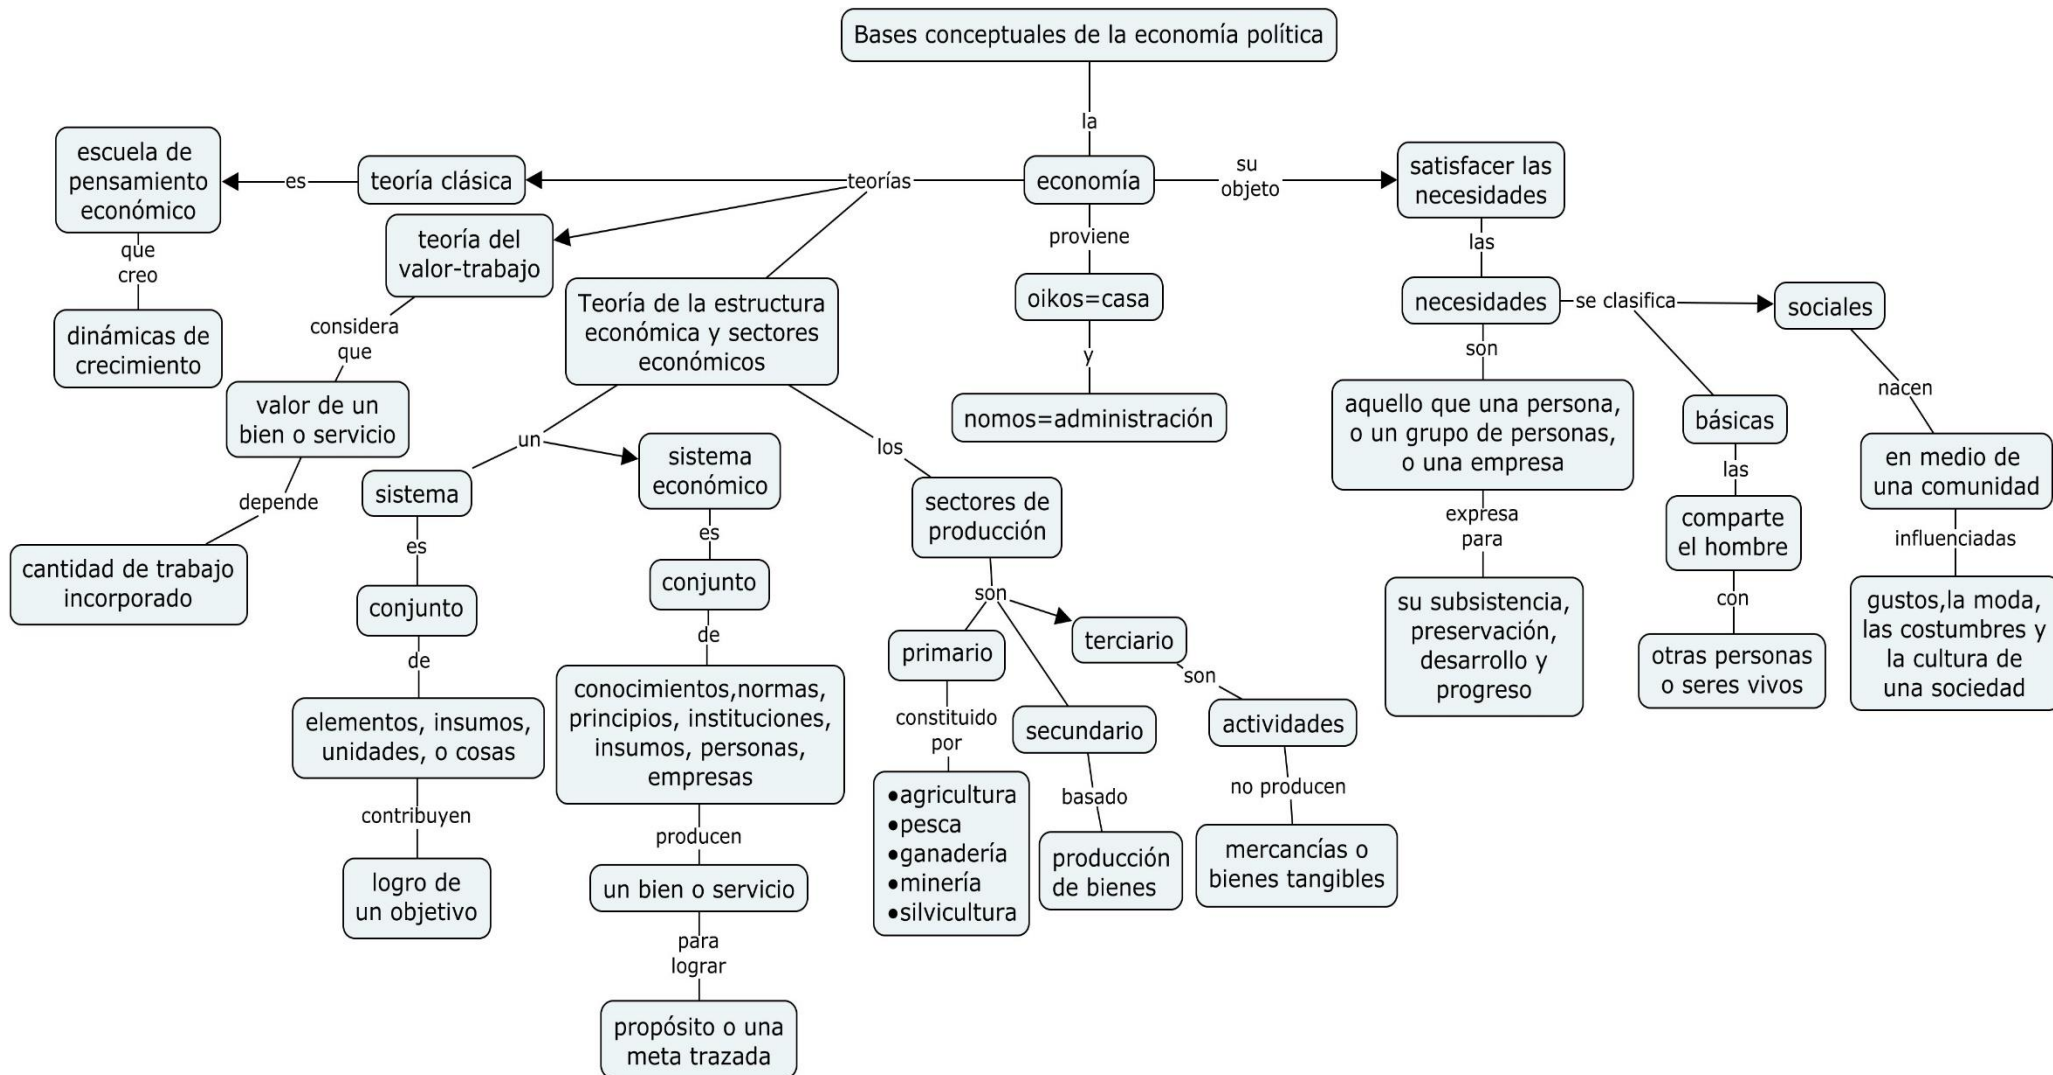 Bases conceptuales de la economía política
la
economía
teorías
teoría clásica
es
escuela de
pensamiento
económico
que
creo
dinámicas de
crecimiento
teoría del
valor-trabajo
considera
que
valor de un
bien o servicio
depende
cantidad de trabajo
incorporado
Teoría de la estructura
económica y sectores
económicos
un
sistema
es
conjunto
de
elementos, insumos,
unidades, o cosas
contribuyen
logro de
un objetivo
sistema
económico
es
conjunto
de
conocimientos,normas,
principios, instituciones,
insumos, personas,
empresas
producen
un bien o servicio
para
lograr
propósito o una
meta trazada
los
sectores de
producción
son
primario
constituido
por
•agricultura
•pesca
•ganadería
•minería
•silvicultura
secundario
basado
producción
de bienes
terciario
son
actividades
no producen
mercancías o
bienes tangibles
proviene
oikos=casa
y
nomos=administración
su
objeto
satisfacer las
necesidades
las
necesidades
son
aquello que una persona,
o un grupo de personas,
o una empresa
expresa
para
su subsistencia,
preservación,
desarrollo y
progreso
se clasifica
básicas
las
comparte
el hombre
con
otras personas
o seres vivos
sociales
nacen
en medio de
una comunidad
influenciadas
gustos,la moda,
las costumbres y
la cultura de
una sociedad